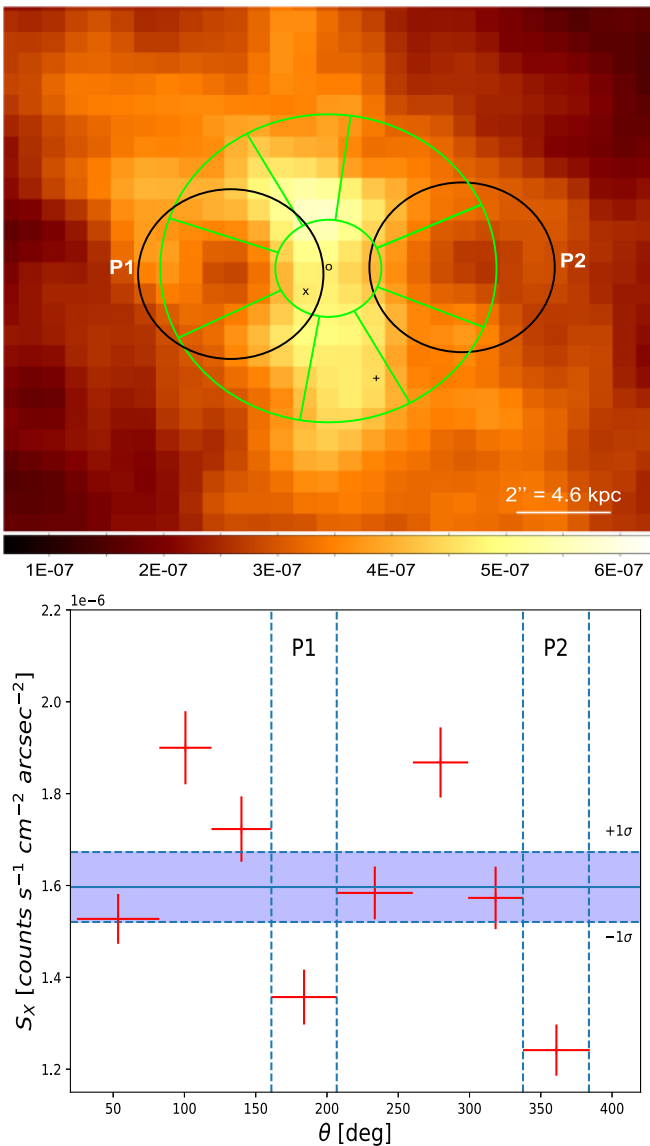 P1
P2
o
x
+
2’’ = 4.6 kpc
1E-07 2E-07 3E-07 4E-07 5E-07 6E-07
1e−6
P1 P2
2.2
2.0
1.8
1.6
1.4
1.2
+1σ
−1σ
S_X [counts s⁻¹ cm⁻² arcsec⁻²]
50 100 150 200 250 300 350 400
θ [deg]